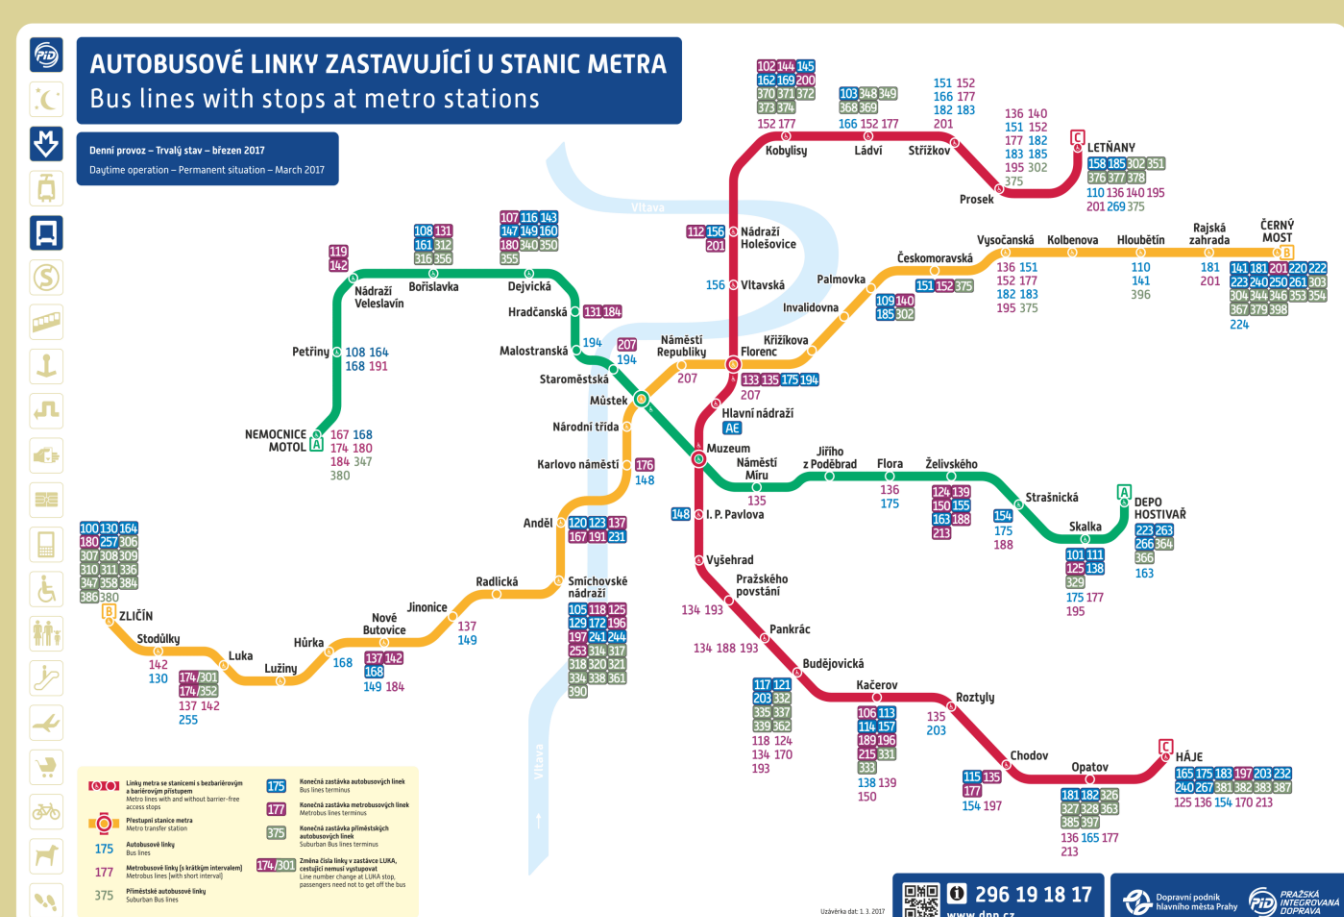 PID
AUTOBUSOVÉ LINKY ZASTAVUJÍCÍ U STANIC METRA
Bus lines with stops at metro stations
Denní provoz – Trvalý stav – březen 2017
Daytime operation – Permanent situation – March 2017
Vltava
102 144 145
162 169 200
370 371 372
373 374
152 177
Kobylisy
103 348 349
368 369
166 152 177
Ládví
151 152
166 177
182 183
201
Střížkov
136 140
151 152
177 182
183 185
195 302
375
Prosek
C
LETŇANY
158 185 302 351
376 377 378
110 136 140 195
201 269 375
112 156
201
Nádraží
Holešovice
156
Vltavská
119
142
Nádraží
Veleslavín
108 131
161 312
316 356
Bořislavka
107 116 143
147 149 160
180 340 350
355
Dejvická
Hradčanská
131 184
Malostranská
194
207
194
Staroměstská
Petřiny
108 164
168 191
NEMOCNICE
MOTOL
A
167 168
174 180
184 347
380
Můstek
Náměstí
Republiky
207
Florenc
133 135 175 194
207
Křižíkova
Invalidovna
Palmovka
109 140
185 302
Českomoravská
151 152 375
Vysočanská
136 151
152 177
182 183
195 375
Kolbenova
Hloubětín
110
141
396
Rajská
zahrada
181
201
ČERNÝ
MOST
B
141 181 201 220 222
223 240 250 261 303
304 344 346 353 354
367 379 398
224
Hlavní nádraží
AE
Muzeum
Náměstí
Míru
135
Jiřího
z Poděbrad
Flora
136
175
Želivského
124 139
150 155
163 188
213
Strašnická
154
175
188
Skalka
101 111
125 138
329
175 177
195
A
DEPO
HOSTIVAŘ
223 263
266 364
366
163
Národní třída
Karlovo náměstí
176
148
Anděl
120 123 137
167 191 231
Smíchovské
nádraží
105 118 125
129 172 196
197 241 244
253 314 317
318 320 321
334 338 361
390
Radlická
Jinonice
137
149
Nové
Butovice
137 142
168
149 184
Hůrka
168
Lužiny
Luka
174/301
174/352
137 142
255
Stodůlky
142
130
100 130 164
180 257 306
307 308 309
310 311 336
347 358 384
386 380
B
ZLIČÍN
148
I. P. Pavlova
Vyšehrad
Pražského
povstání
134 193
Pankrác
134 188 193
Budějovická
117 121
203 332
335 337
339 362
118 124
134 170
193
Kačerov
106 113
114 157
189 196
215 331
333
138 139
150
Roztyly
135
203
Chodov
115 135
177
154 197
Opatov
181 182 326
327 328 363
385 397
136 165 177
213
C
HÁJE
165 175 183 197 203 232
240 267 381 382 383 387
125 136 154 170 213
Vltava
Linky metra se stanicemi s bezbariérovým
a bariérovým přístupem
Metro lines with and without barrier-free
access stops
Přestupní stanice metra
Metro transfer station
175
Autobusové linky
Bus lines
177
Metrobusové linky (s krátkým intervalem)
Metrobus lines (with short interval)
375
Příměstské autobusové linky
Suburban Bus lines
175
Konečná zastávka autobusových linek
Bus lines terminus
177
Konečná zastávka metrobusových linek
Metrobus lines terminus
375
Konečná zastávka příměstských
autobusových linek
Suburban Bus lines terminus
174/301
Změna čísla linky v zastávce LUKA,
cestující nemusí vystupovat
Line number change at LUKA stop,
passengers need not to get off the bus
Uzávěrka dat: 1. 3. 2017
296 19 18 17
www.dpp.cz
Dopravní podnik
hlavního města Prahy
PID
PRAŽSKÁ
INTEGROVANÁ
DOPRAVA